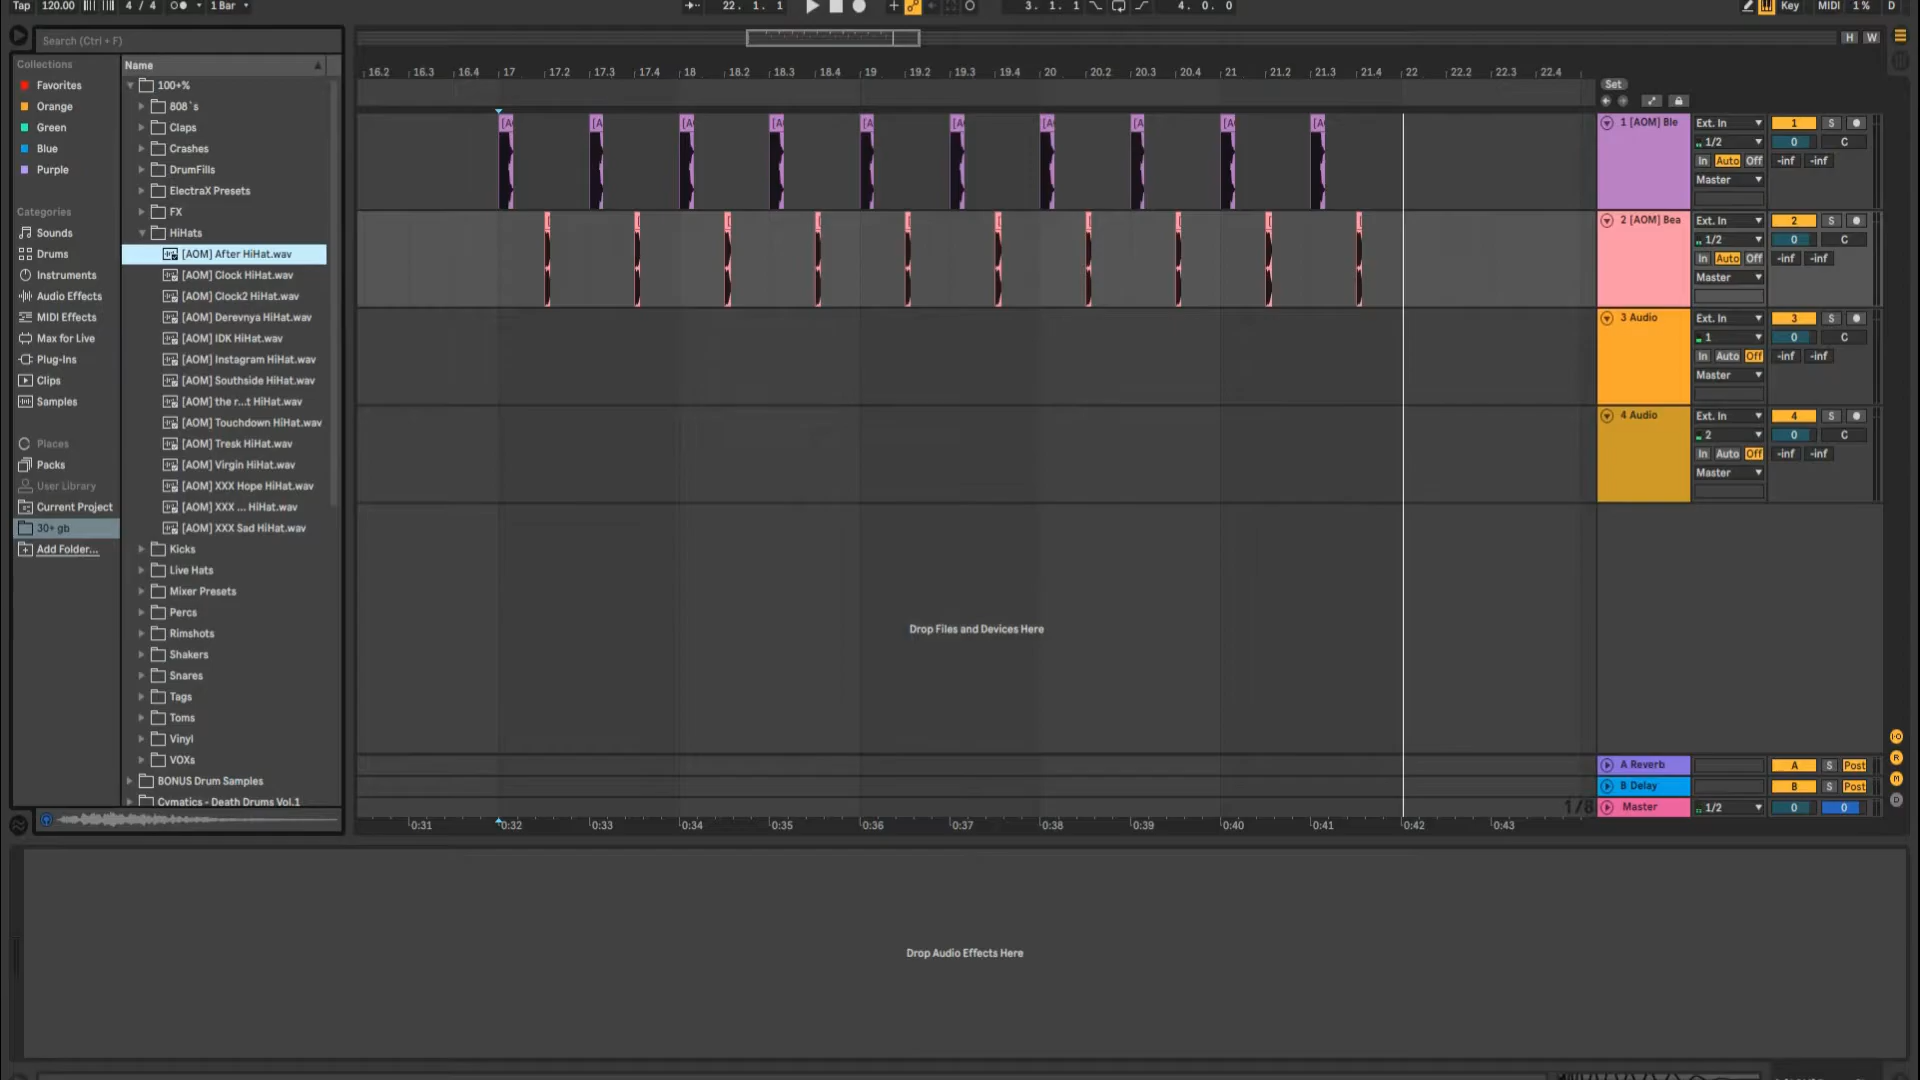 Tap 120.00 4 / 4 1 Bar 22. 1. 1 3. 1. 1 4. 0. 0 Key MIDI 1 % D
Search (Ctrl + F)
H W
Collections
Favorites
Orange
Green
Blue
Purple
Categories
Sounds
Drums
Instruments
Audio Effects
MIDI Effects
Max for Live
Plug-Ins
Clips
Samples
Places
Packs
User Library
Current Project
30+ gb
Add Folder...
Name
100+%
808`s
Claps
Crashes
DrumFills
ElectraX Presets
FX
HiHats
[AOM] After HiHat.wav
[AOM] Clock HiHat.wav
[AOM] Clock2 HiHat.wav
[AOM] Derevnya HiHat.wav
[AOM] IDK HiHat.wav
[AOM] Instagram HiHat.wav
[AOM] Southside HiHat.wav
[AOM] the r...t HiHat.wav
[AOM] Touchdown HiHat.wav
[AOM] Tresk HiHat.wav
[AOM] Virgin HiHat.wav
[AOM] XXX Hope HiHat.wav
[AOM] XXX ... HiHat.wav
[AOM] XXX Sad HiHat.wav
Kicks
Live Hats
Mixer Presets
Percs
Rimshots
Shakers
Snares
Tags
Toms
Vinyl
VOXs
BONUS Drum Samples
Cymatics - Death Drums Vol.1
16.2 16.3 16.4 17 17.2 17.3 17.4 18 18.2 18.3 18.4 19 19.2 19.3 19.4 20 20.2 20.3 20.4 21 21.2 21.3 21.4 22 22.2 22.3 22.4
Set
[A [A [A [A [A [A [A [A [A [A
1 [AOM] Ble Ext. In 1 S
1/2 0 C
In Auto Off -inf -inf
Master
2 [AOM] Bea Ext. In 2 S
1/2 0 C
In Auto Off -inf -inf
Master
3 Audio Ext. In 3 S
1 0 C
In Auto Off -inf -inf
Master
4 Audio Ext. In 4 S
2 0 C
In Auto Off -inf -inf
Master
Drop Files and Devices Here
A Reverb A S Post
B Delay B S Post
1/8 Master 1/2 0 0
I-O
R
M
D
0:31 0:32 0:33 0:34 0:35 0:36 0:37 0:38 0:39 0:40 0:41 0:42 0:43
Drop Audio Effects Here